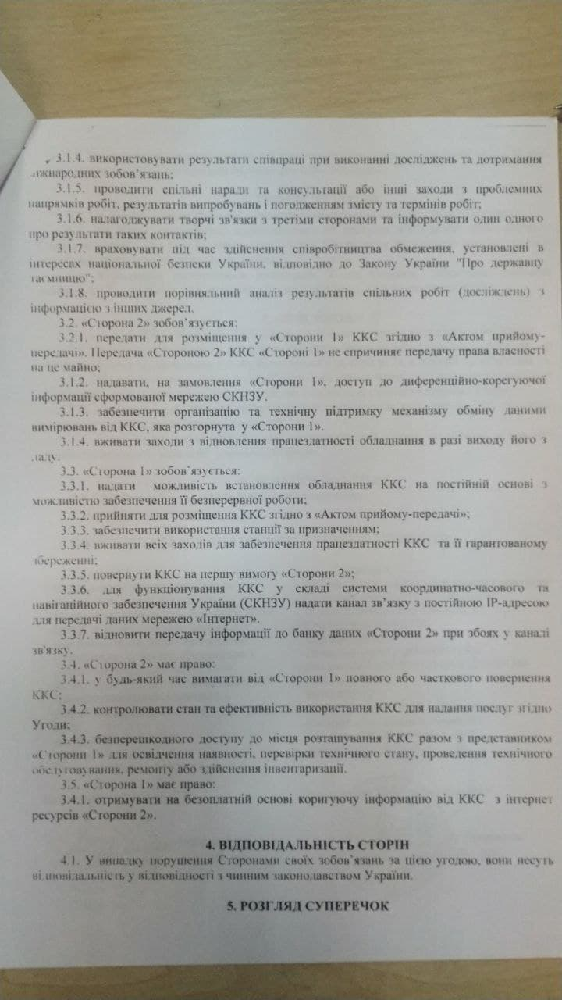 3.1.4. використовувати результати співпраці при виконанні досліджень та дотримання
іжнародних зобов'язань;
3.1.5. проводити спільні наради та консультації або інші заходи з проблемних
напрямків робіт, результатів випробувань і погодженням змісту та термінів робіт;
3.1.6. налагоджувати творчі зв'язки з третіми сторонами та інформувати один одного
про результати таких контактів;
3.1.7. враховувати під час здійснення співробітництва обмеження, установлені в
інтересах національної безпеки України, відповідно до Закону України "Про державну
таємницю";
3.1.8. проводити порівняльний аналіз результатів спільних робіт (досліждень) з
інформацією з інших джерел.
3.2. «Сторона 2» зобов'язується:
3.2.1. передати для розміщення у «Сторони 1» ККС згідно з «Актом прийому-
передачі». Передача «Стороною 2» ККС «Стороні 1» не спричиняє передачу права власності
на це майно;
3.1.2. надавати, на замовлення «Сторони 1», доступ до диференційно-корегуючої
інформації сформованої мережею СКНЗУ.
3.1.3. забезпечити організацію та технічну підтримку механізму обміну даними
вимірювань від ККС, яка розгорнута у «Сторони 1».
3.1.4. вживати заходи з відновлення працездатності обладнання в разі виходу його з
ладу.
3.3. «Сторона 1» зобов'язується:
3.3.1. надати можливість встановлення обладнання ККС на постійній основі з
можливістю забезпечення її безперервної роботи;
3.3.2. прийняти для розміщення ККС згідно з «Актом прийому-передачі»;
3.3.3. забезпечити використання станції за призначенням;
3.3.4. вживати всіх заходів для забезпечення працездатності ККС та її гарантованому
збереженні;
3.3.5. повернути ККС на першу вимогу «Сторони 2»;
3.3.6. для функціонування ККС у складі системи координатно-часового та
навігаційного забезпечення України (СКНЗУ) надати канал зв'язку з постійною IP-адресою
для передачі даних мережею «Інтернет».
3.3.7. відновити передачу інформації до банку даних «Сторони 2» при збоях у каналі
зв'язку.
3.4. «Сторона 2» має право:
3.4.1. у будь-який час вимагати від «Сторони 1» повного або часткового повернення
ККС;
3.4.2. контролювати стан та ефективність використання ККС для надання послуг згідно
Угоди;
3.4.3. безперешкодного доступу до місця розташування ККС разом з представником
«Сторони 1» для освідчення наявності, перевірки технічного стану, проведення технічного
обслуговування, ремонту або здійснення інвентаризації.
3.5. «Сторона 1» має право:
3.4.1. отримувати на безоплатній основі коригуючу інформацію від ККС з інтернет
ресурсів «Сторони 2».
4. ВІДПОВІДАЛЬНІСТЬ СТОРІН
4.1. У випадку порушення Сторонами своїх зобов'язань за цією угодою, вони несуть
відповідальність у відповідності з чинним законодавством України.
5. РОЗГЛЯД СУПЕРЕЧОК